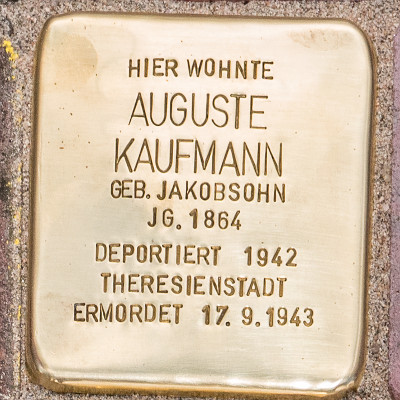 HIER WOHNTE
AUGUSTE
KAUFMANN
GEB. JAKOBSOHN
JG. 1864
DEPORTIERT 1942
THERESIENSTADT
ERMORDET 17. 9. 1943